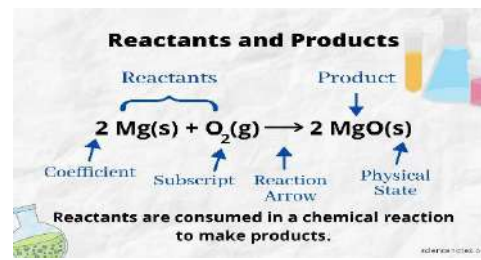 Reactants and Products
Reactants Product
2 Mg(s) + O₂(g) → 2 MgO(s)
Coefficient Subscript Reaction Arrow Physical State
Reactants are consumed in a chemical reaction
to make products.